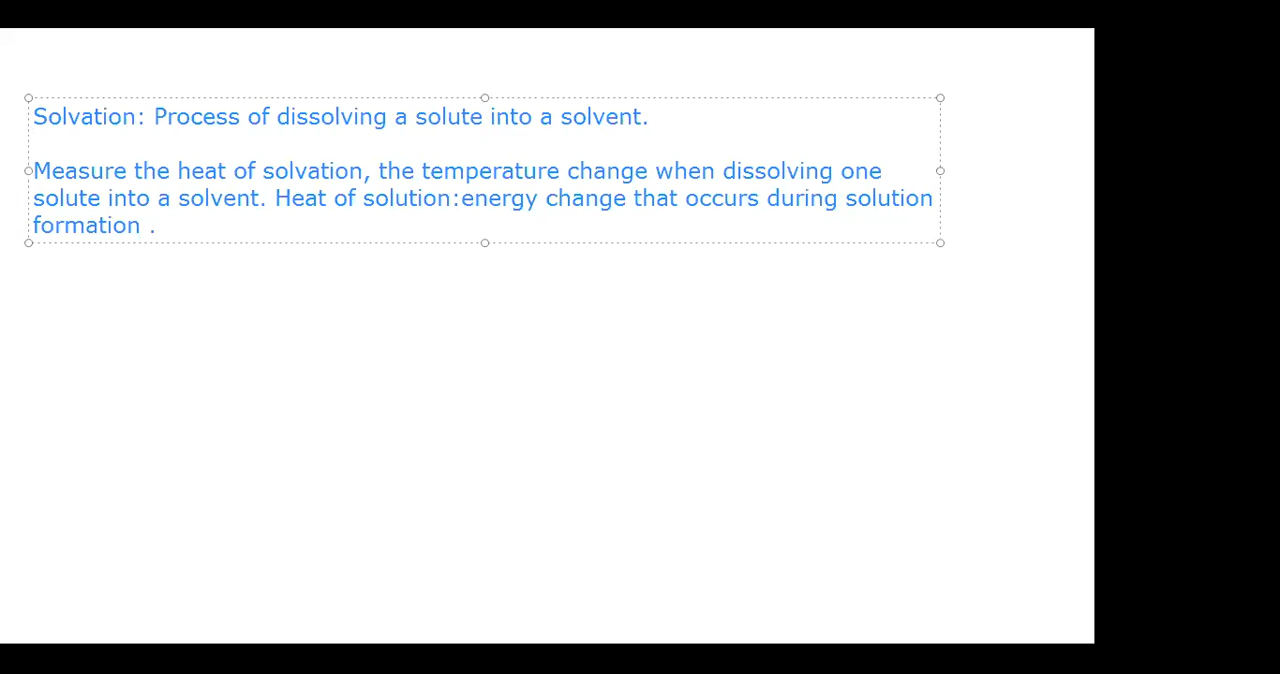 Solvation: Process of dissolving a solute into a solvent.
Measure the heat of solvation, the temperature change when dissolving one
solute into a solvent. Heat of solution:energy change that occurs during solution
formation .